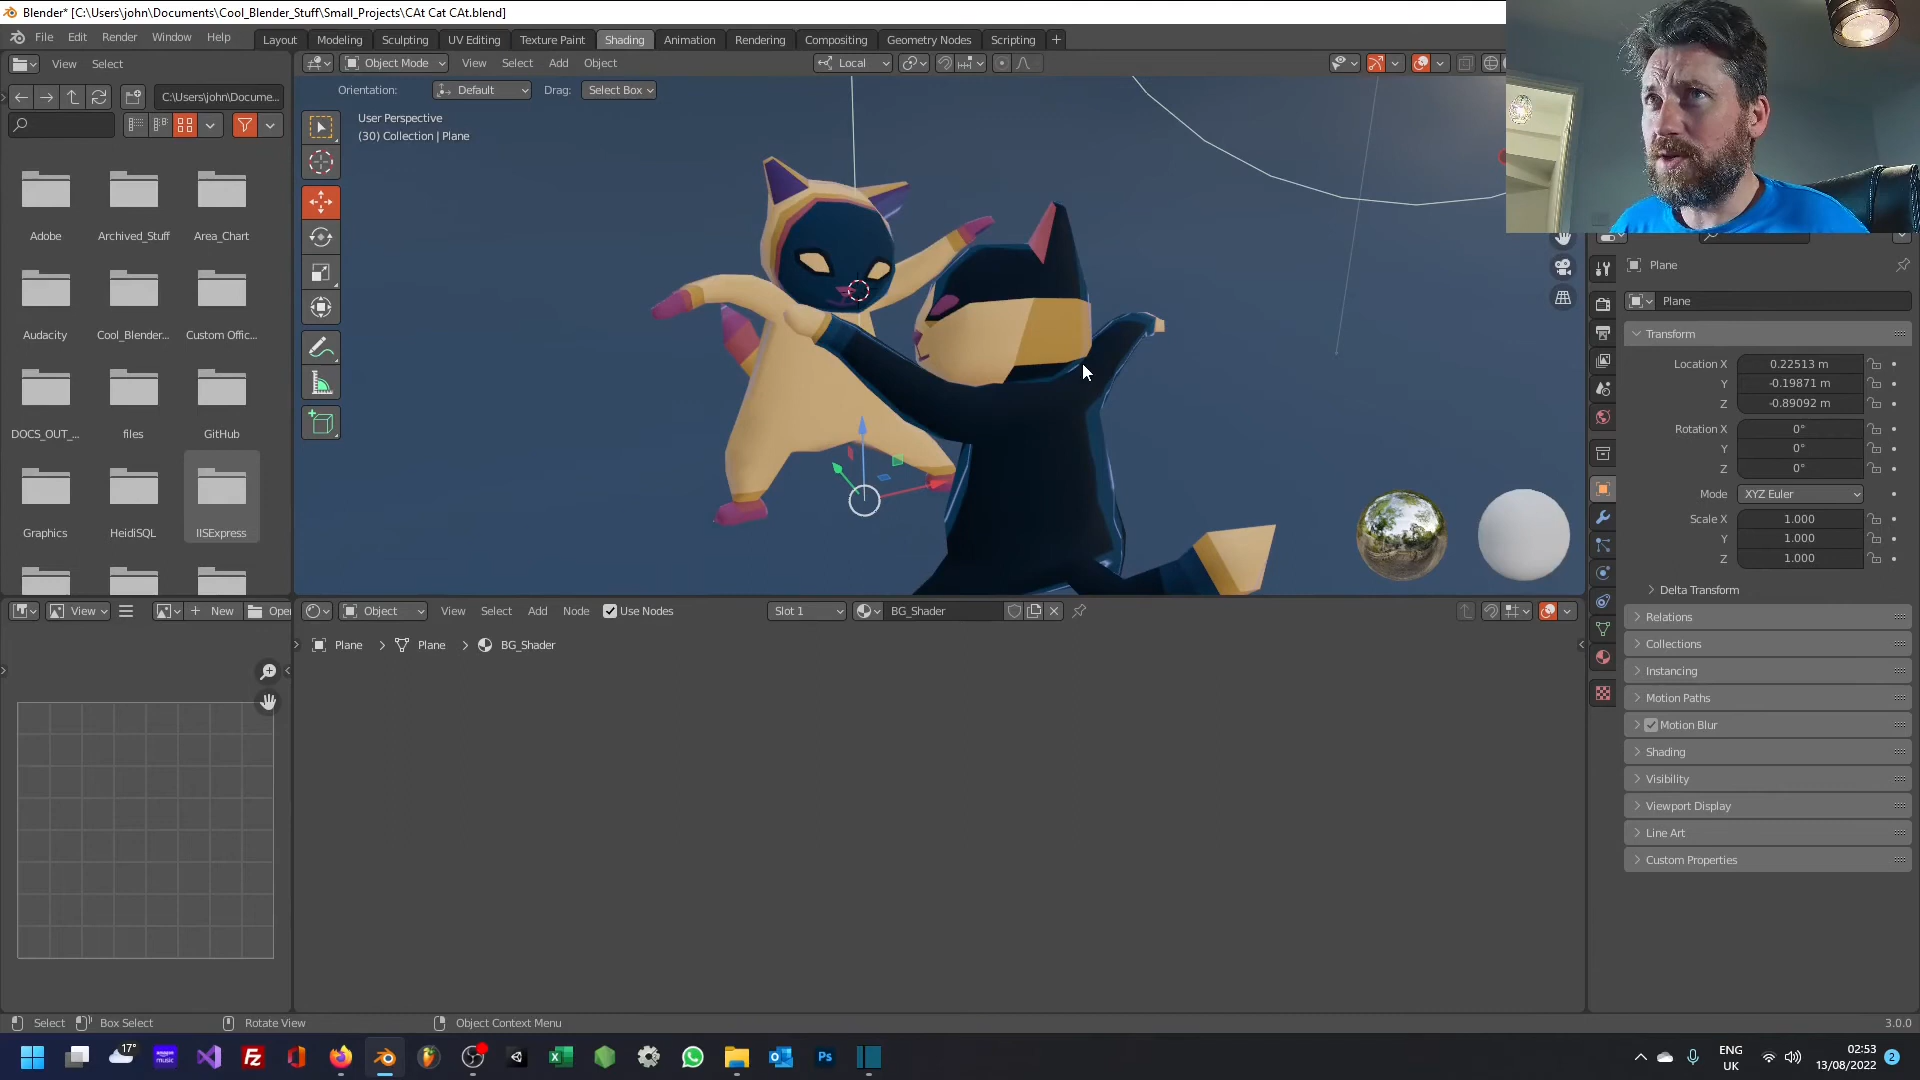 Blender* [C:\Users\john\Documents\Cool_Blender_Stuff\Small_Projects\CAt Cat CAt.blend]
File Edit Render Window Help
Layout Modeling Sculpting UV Editing Texture Paint Shading Animation Rendering Compositing Geometry Nodes Scripting +
View Select
Object Mode View Select Add Object Local
C:\Users\john\Docume...
Orientation: Default Drag: Select Box
User Perspective
(30) Collection | Plane
Adobe Archived_Stuff Area_Chart
Audacity Cool_Blender... Custom Offic...
DOCS_OUT_... files GitHub
Graphics HeidiSQL IISExpress
Plane
Plane
Transform
Location X 0.22513 m
Y -0.19871 m
Z -0.89092 m
Rotation X 0°
Y 0°
Z 0°
Mode XYZ Euler
Scale X 1.000
Y 1.000
Z 1.000
Delta Transform
Relations
Collections
Instancing
Motion Paths
Motion Blur
Shading
Visibility
Viewport Display
Line Art
Custom Properties
View New Open
Object View Select Add Node Use Nodes Slot 1 BG_Shader
Plane > Plane > BG_Shader
Select Box Select Rotate View Object Context Menu 3.0.0
17°
ENG
UK
02:53
13/08/2022
2